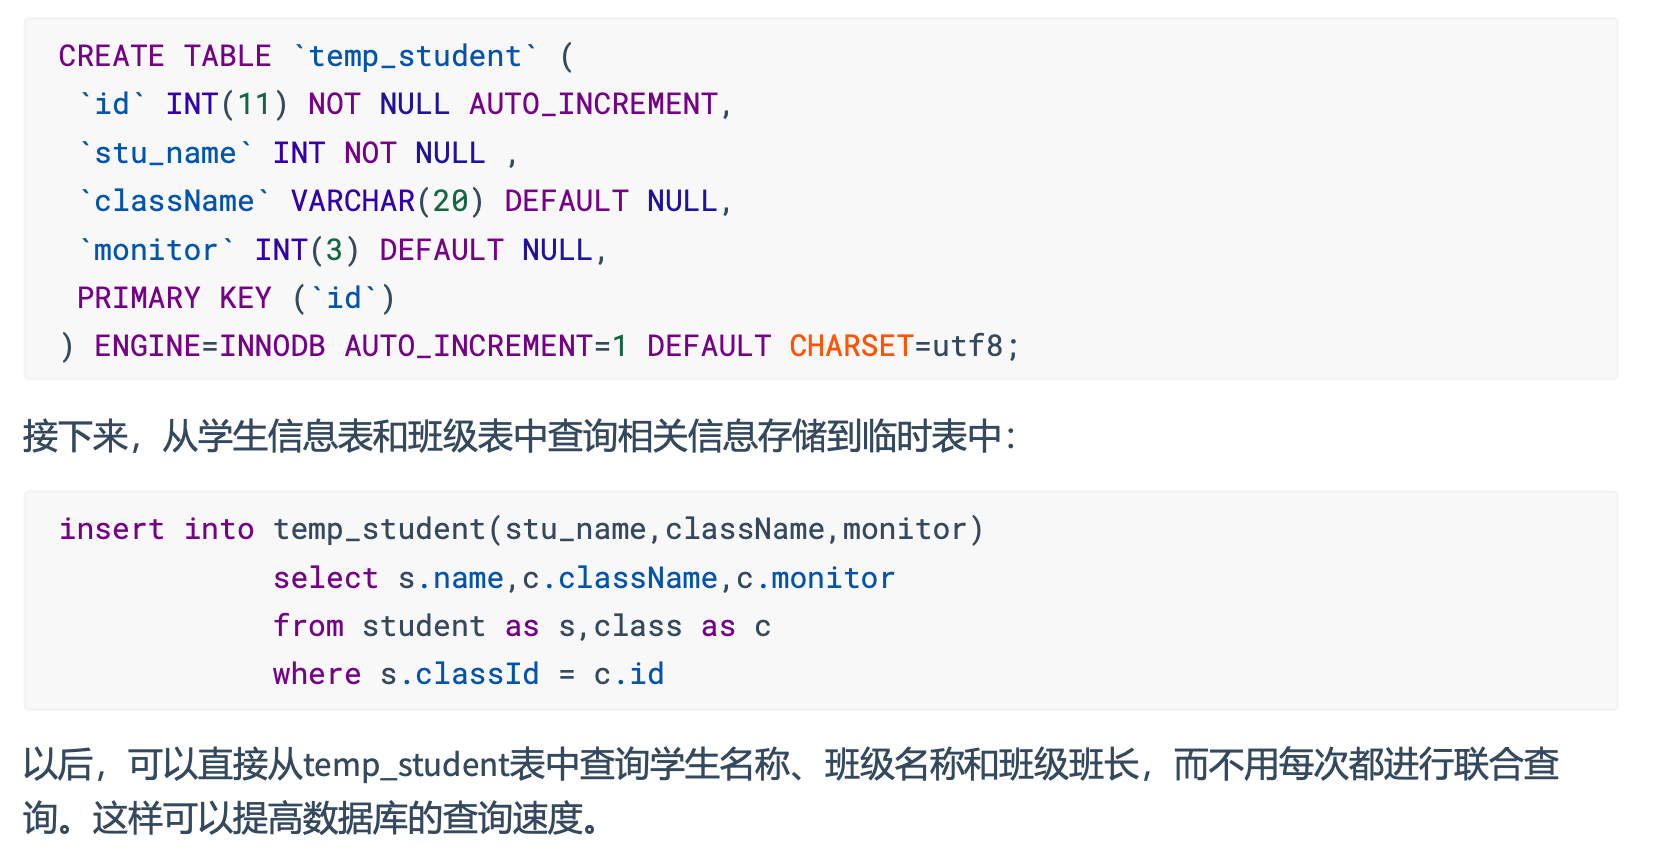 CREATE TABLE `temp_student` (
`id` INT(11) NOT NULL AUTO_INCREMENT,
`stu_name` INT NOT NULL ,
`className` VARCHAR(20) DEFAULT NULL,
`monitor` INT(3) DEFAULT NULL,
PRIMARY KEY (`id`)
) ENGINE=INNODB AUTO_INCREMENT=1 DEFAULT CHARSET=utf8;
接下来，从学生信息表和班级表中查询相关信息存储到临时表中：
insert into temp_student(stu_name,className,monitor)
select s.name,c.className,c.monitor
from student as s,class as c
where s.classId = c.id
以后，可以直接从temp_student表中查询学生名称、班级名称和班级班长，而不用每次都进行联合查
询。这样可以提高数据库的查询速度。